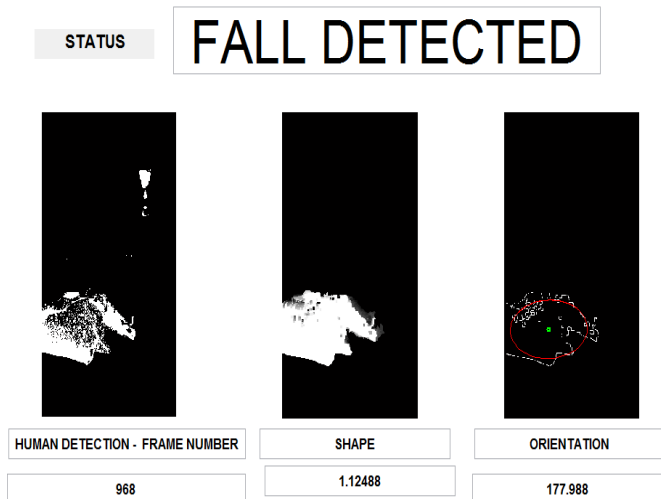 STATUS
FALL DETECTED
HUMAN DETECTION - FRAME NUMBER
SHAPE
ORIENTATION
968
1.12488
177.988